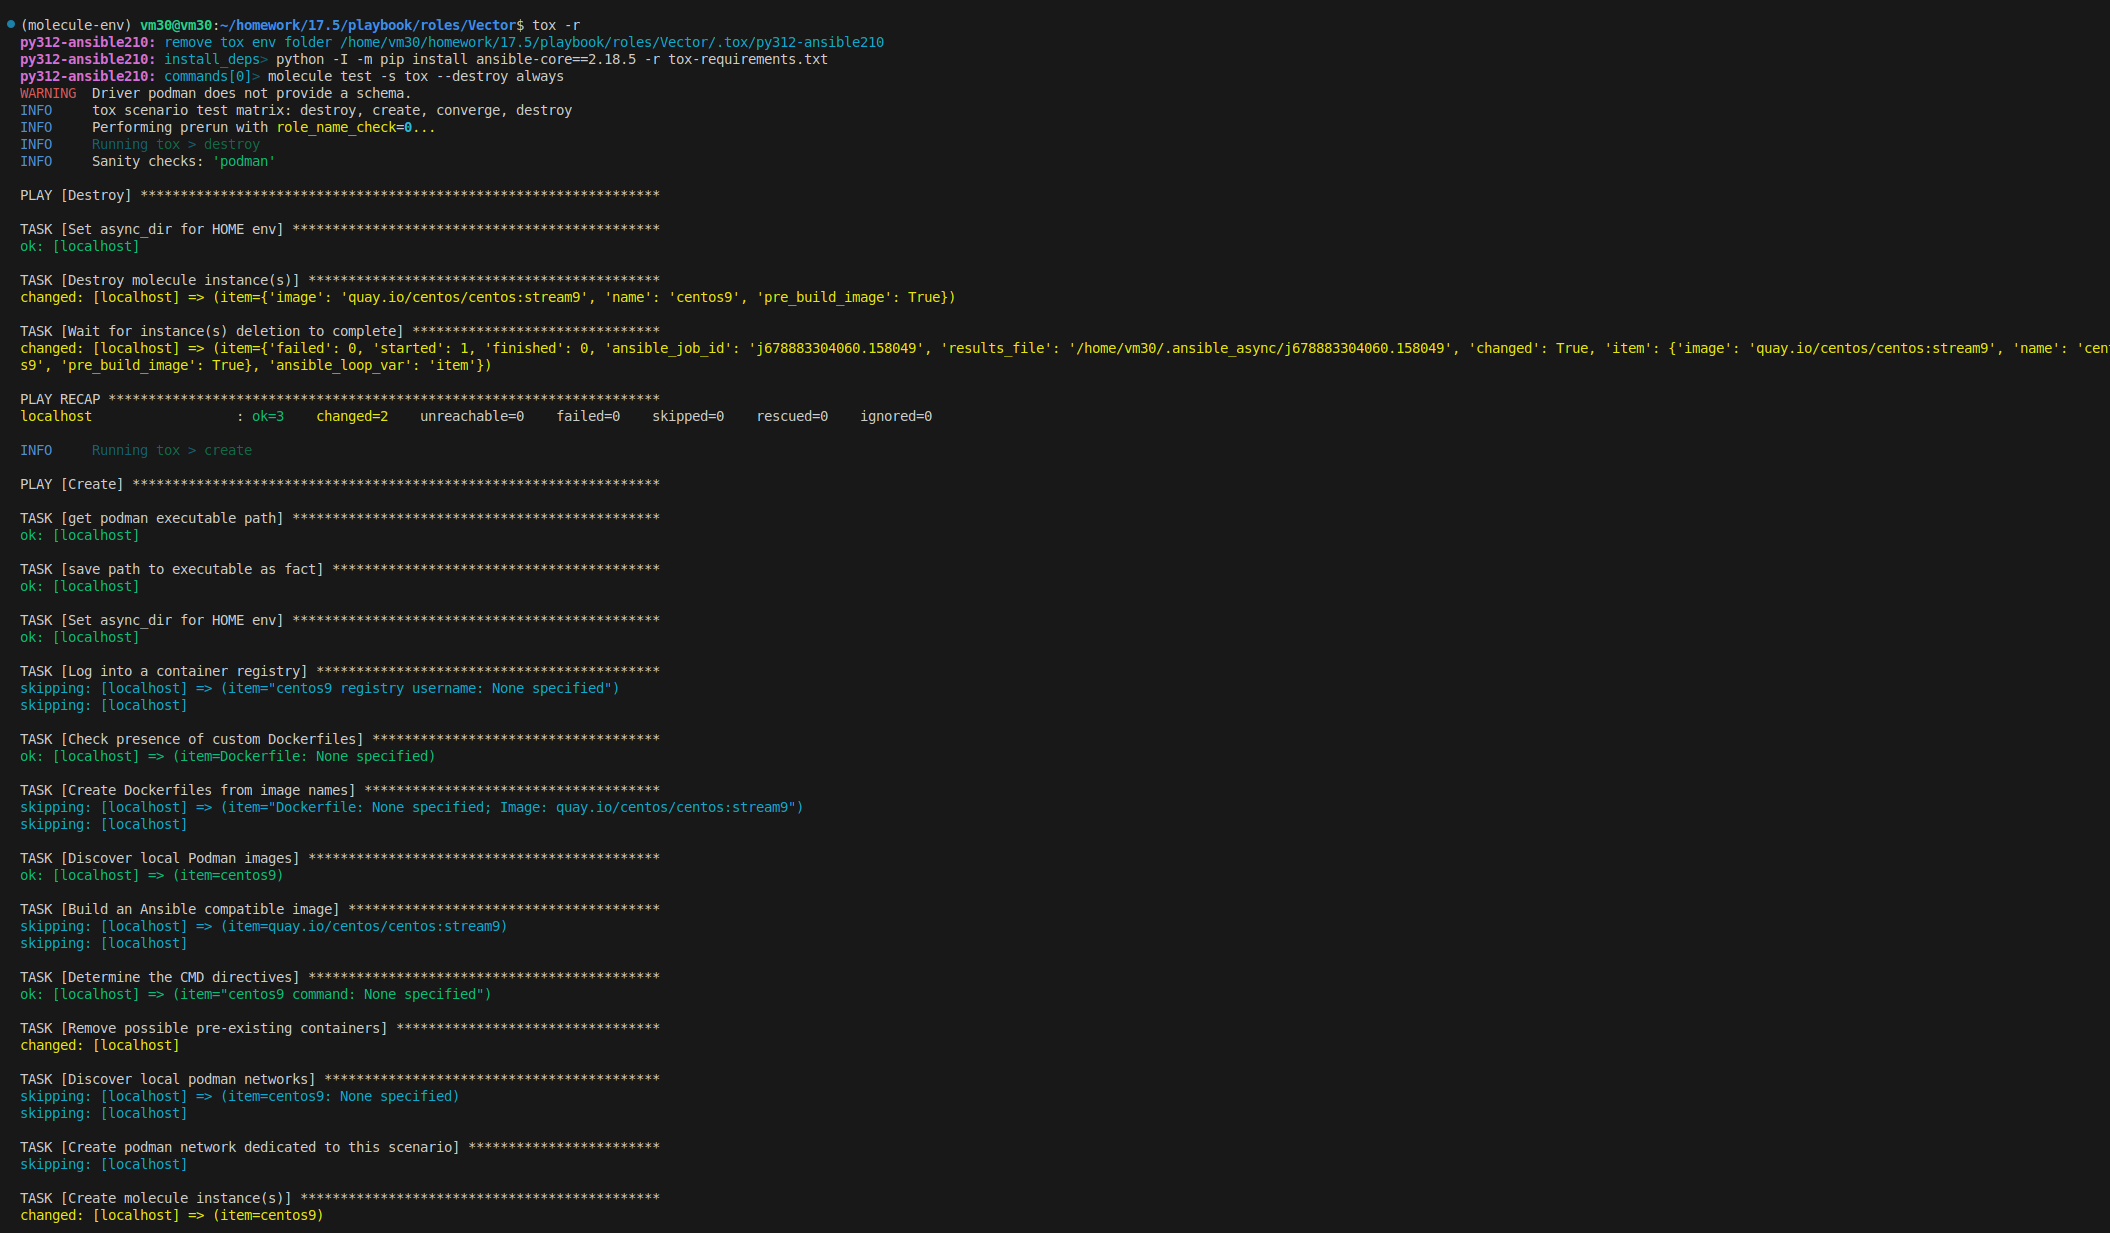 (molecule-env) vm30@vm30:~/homework/17.5/playbook/roles/Vector$ tox -r
py312-ansible210: remove tox env folder /home/vm30/homework/17.5/playbook/roles/Vector/.tox/py312-ansible210
py312-ansible210: install_deps> python -I -m pip install ansible-core==2.18.5 -r tox-requirements.txt
py312-ansible210: commands[0]> molecule test -s tox --destroy always
WARNING  Driver podman does not provide a schema.
INFO     tox scenario test matrix: destroy, create, converge, destroy
INFO     Performing prerun with role_name_check=0...
INFO     Running tox > destroy
INFO     Sanity checks: 'podman'
PLAY [Destroy] *****************************************************************
TASK [Set async_dir for HOME env] **********************************************
ok: [localhost]
TASK [Destroy molecule instance(s)] ********************************************
changed: [localhost] => (item={'image': 'quay.io/centos/centos:stream9', 'name': 'centos9', 'pre_build_image': True})
TASK [Wait for instance(s) deletion to complete] *******************************
changed: [localhost] => (item={'failed': 0, 'started': 1, 'finished': 0, 'ansible_job_id': 'j678883304060.158049', 'results_file': '/home/vm30/.ansible_async/j678883304060.158049', 'changed': True, 'item': {'image': 'quay.io/centos/centos:stream9', 'name': 'cen
s9', 'pre_build_image': True}, 'ansible_loop_var': 'item'})
PLAY RECAP *********************************************************************
localhost                  : ok=3    changed=2    unreachable=0    failed=0    skipped=0    rescued=0    ignored=0
INFO     Running tox > create
PLAY [Create] ******************************************************************
TASK [get podman executable path] **********************************************
ok: [localhost]
TASK [save path to executable as fact] *****************************************
ok: [localhost]
TASK [Set async_dir for HOME env] **********************************************
ok: [localhost]
TASK [Log into a container registry] *******************************************
skipping: [localhost] => (item="centos9 registry username: None specified")
skipping: [localhost]
TASK [Check presence of custom Dockerfiles] ************************************
ok: [localhost] => (item=Dockerfile: None specified)
TASK [Create Dockerfiles from image names] *************************************
skipping: [localhost] => (item="Dockerfile: None specified; Image: quay.io/centos/centos:stream9")
skipping: [localhost]
TASK [Discover local Podman images] ********************************************
ok: [localhost] => (item=centos9)
TASK [Build an Ansible compatible image] ***************************************
skipping: [localhost] => (item=quay.io/centos/centos:stream9)
skipping: [localhost]
TASK [Determine the CMD directives] ********************************************
ok: [localhost] => (item="centos9 command: None specified")
TASK [Remove possible pre-existing containers] *********************************
changed: [localhost]
TASK [Discover local podman networks] ******************************************
skipping: [localhost] => (item=centos9: None specified)
skipping: [localhost]
TASK [Create podman network dedicated to this scenario] ************************
skipping: [localhost]
TASK [Create molecule instance(s)] *********************************************
changed: [localhost] => (item=centos9)